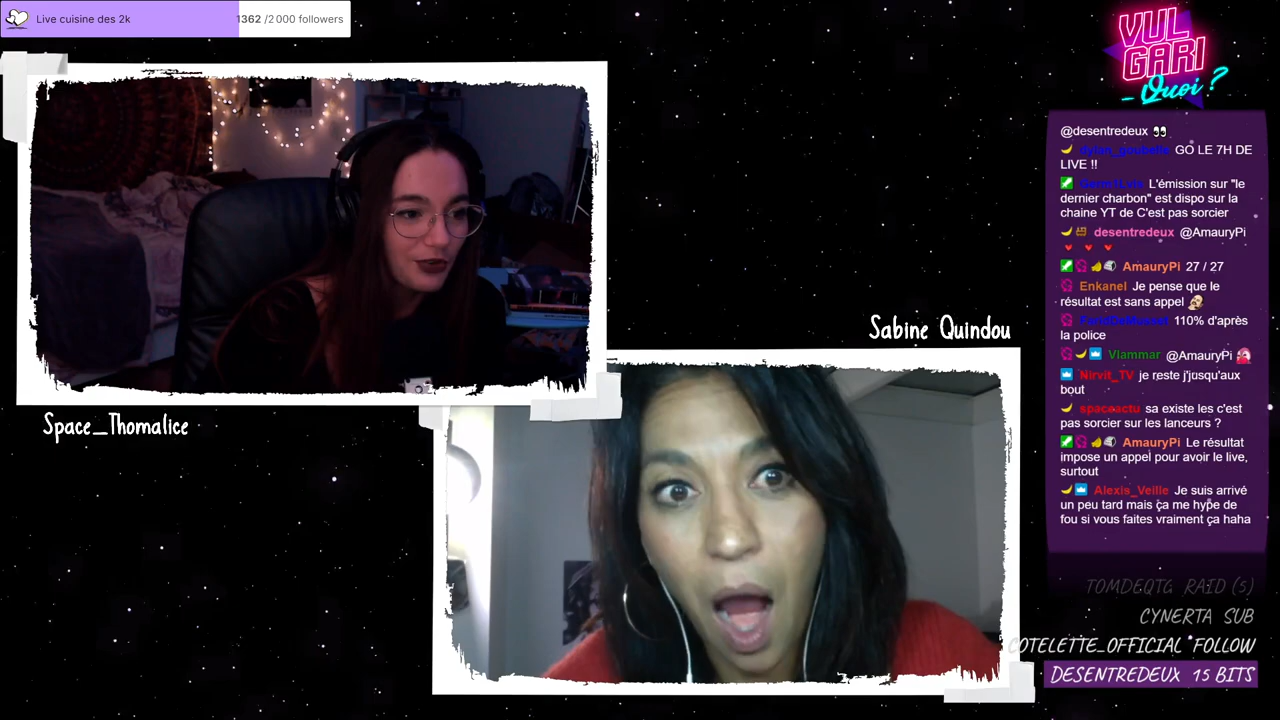 Live cuisine des 2k
1362 /2000 followers
VUL
GARI
- Quoi ?
@desentredeux
dylan_goubelle GO LE 7H DE
LIVE !!
L'émission sur "le
dernier charbon" est dispo sur la
chaine YT de C'est pas sorcier
desentredeux @AmauryPi
AmauryPi 27 / 27
Enkanel Je pense que le
résultat est sans appel
110% d'après
la police
Vlammar @AmauryPi
Nirvit_TV je reste j'jusqu'aux
bout
spaceactu sa existe les c'est
pas sorcier sur les lanceurs ?
AmauryPi Le résultat
impose un appel pour avoir le live,
surtout
Alexis_Veille Je suis arrivé
un peu tard mais ça me hype de
fou si vous faites vraiment ça haha
Sabine Quindou
Space_Thomalice
TOMDEQTG RAID (5)
CYNERTA SUB
COTELETTE_OFFICIAL FOLLOW
DESENTREDEUX 15 BITS